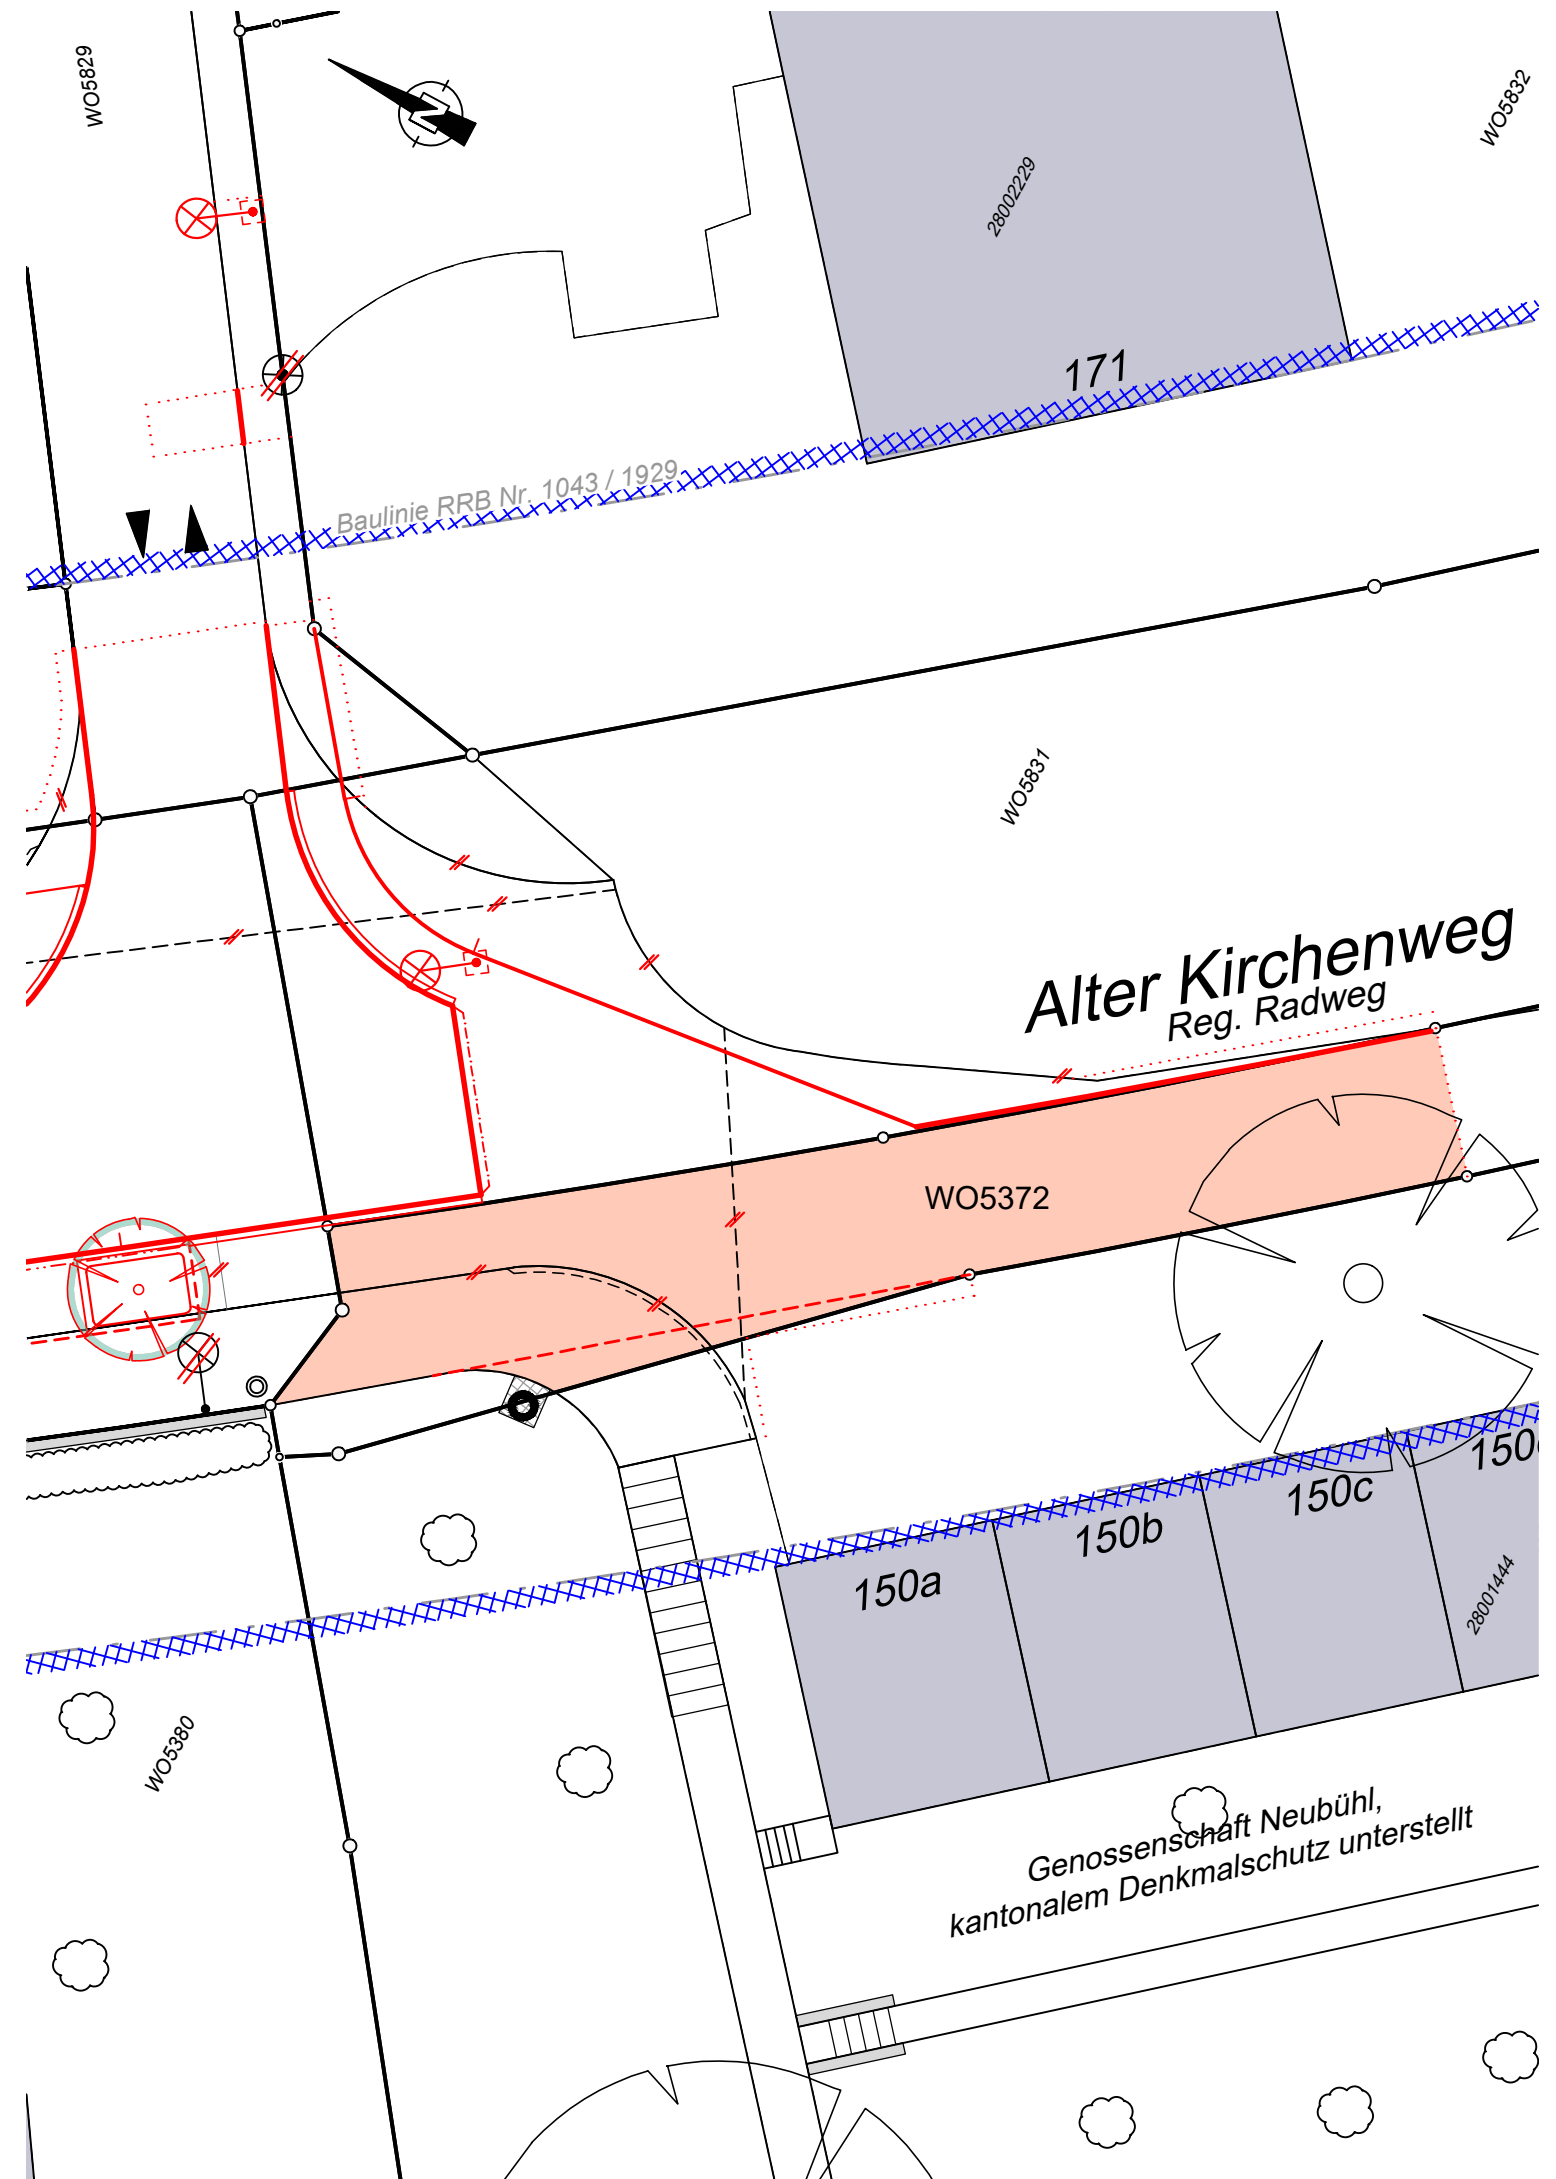 WO5829
N
WO5832
28002229
171
Baulinie RRB Nr. 1043 / 1929
WO5831
Alter Kirchenweg
Reg. Radweg
WO5372
150a
150b
150c
150
28001444
WO5380
Genossenschaft Neubühl,
kantonalem Denkmalschutz unterstellt